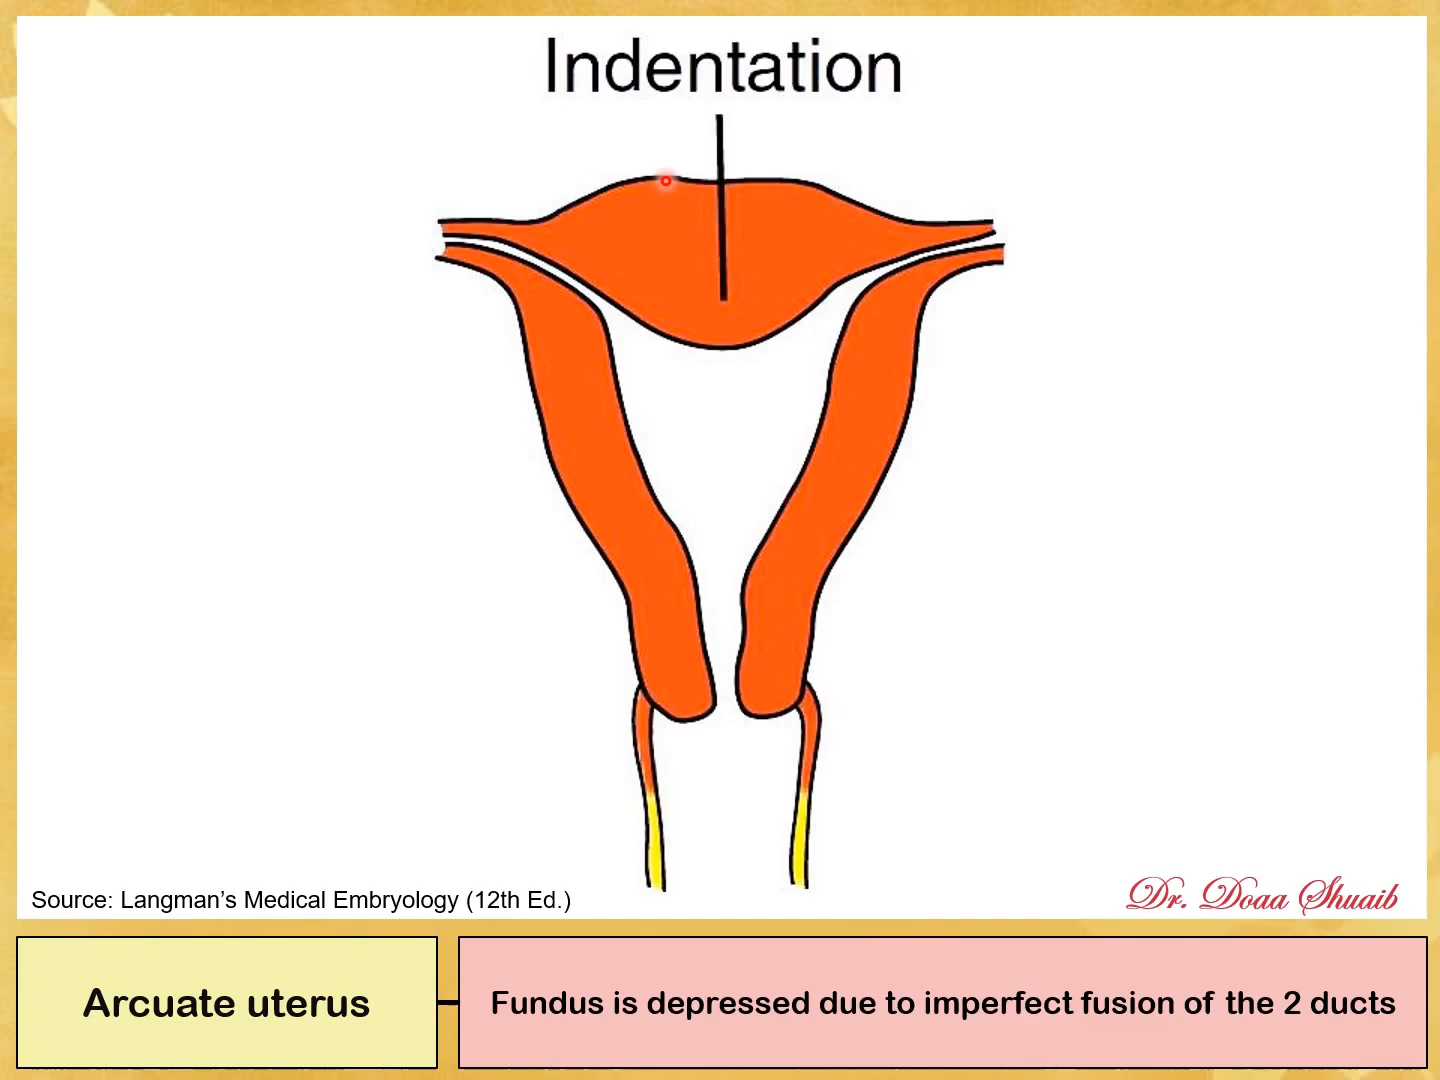 Indentation
Source: Langman’s Medical Embryology (12th Ed.)
Dr. Doaa Shuaib
Arcuate uterus
Fundus is depressed due to imperfect fusion of the 2 ducts